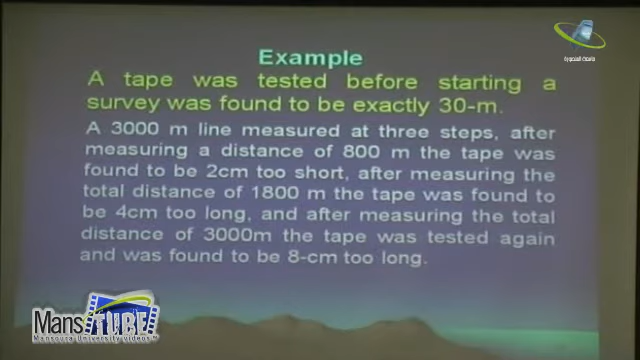 Example
A tape was tested before starting a
survey was found to be exactly 30-m.
A 3000 m line measured at three steps, after
measuring a distance of 800 m the tape was
found to be 2cm too short, after measuring the
total distance of 1800 m the tape was found to
be 4cm too long, and after measuring the total
distance of 3000m the tape was tested again
and was found to be 8-cm too long.
Mans TUBE
Mansoura University Videos